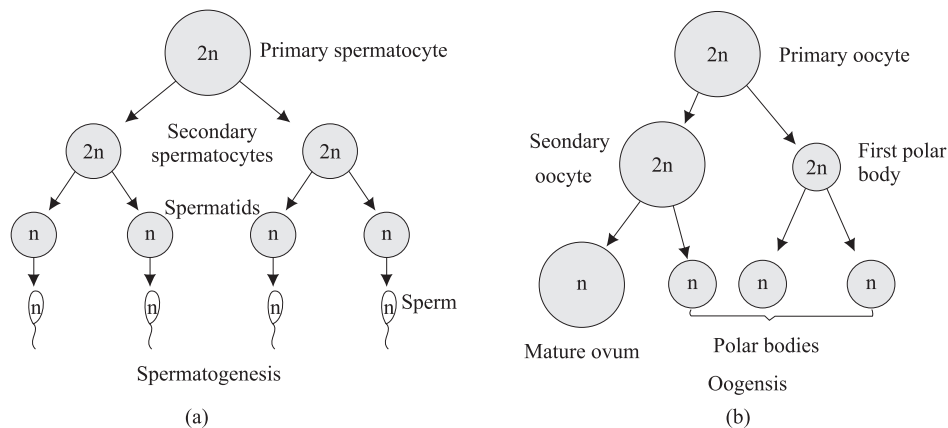 2n
Primary spermatocyte
2n
Secondary
spermatocytes
2n
Spermatids
n
n
n
n
n
n
n
n
Sperm
Spermatogenesis
(a)
2n
Primary oocyte
Seondary
oocyte
2n
2n
First polar
body
n
n
n
n
Mature ovum
Polar bodies
Oogensis
(b)